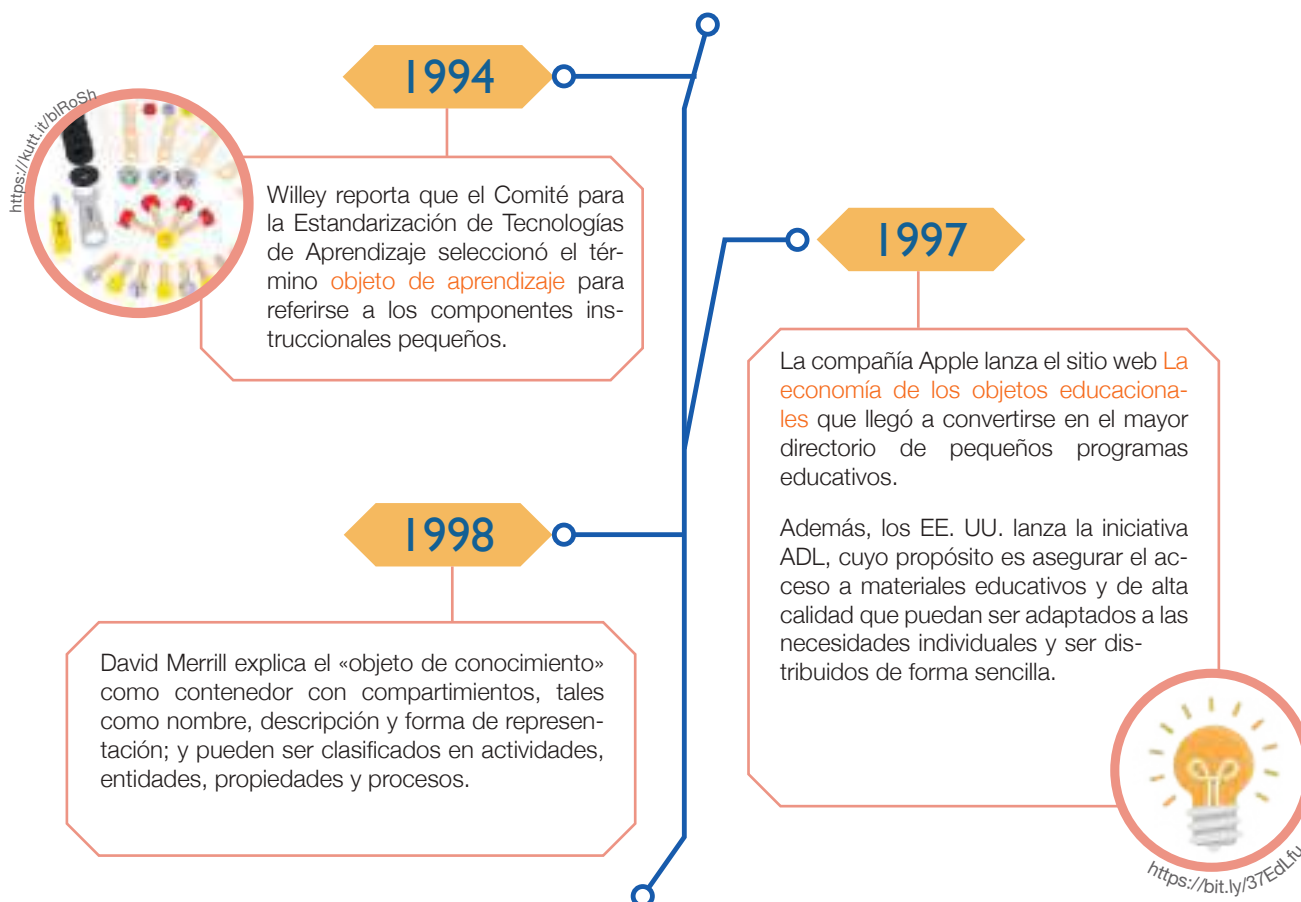 1994
https://kutt.it/blRoSh
Willey reporta que el Comité para
la Estandarización de Tecnologías
de Aprendizaje seleccionó el tér-
mino objeto de aprendizaje para
referirse a los componentes ins-
truccionales pequeños.
1997
La compañía Apple lanza el sitio web La
economía de los objetos educaciona-
les que llegó a convertirse en el mayor
directorio de pequeños programas
educativos.
Además, los EE. UU. lanza la iniciativa
ADL, cuyo propósito es asegurar el ac-
ceso a materiales educativos y de alta
calidad que puedan ser adaptados a las
necesidades individuales y ser dis-
tribuidos de forma sencilla.
https://bit.ly/37EdLfu
1998
David Merrill explica el «objeto de conocimiento»
como contenedor con compartimientos, tales
como nombre, descripción y forma de represen-
tación; y pueden ser clasificados en actividades,
entidades, propiedades y procesos.